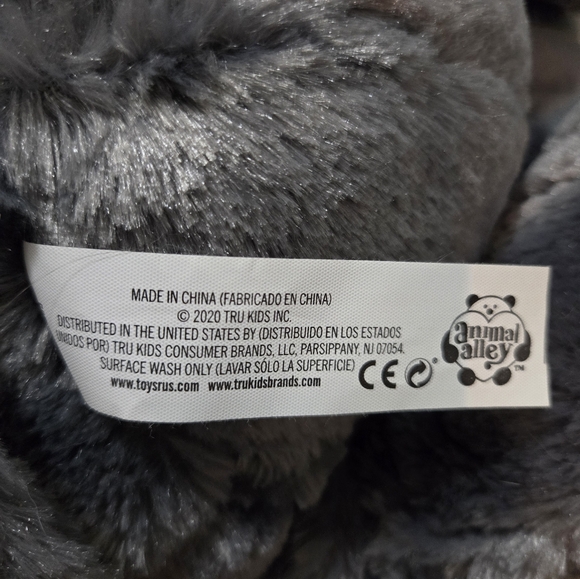 MADE IN CHINA (FABRICADO EN CHINA)
© 2020 TRU KIDS INC.
DISTRIBUTED IN THE UNITED STATES BY (DISTRIBUIDO EN LOS ESTADOS
UNIDOS POR) TRU KIDS CONSUMER BRANDS, LLC, PARSIPPANY, NJ 07054.
SURFACE WASH ONLY (LAVAR SÓLO LA SUPERFICIE)
www.toysrus.com www.trukidsbrands.com
CE
animal
alley™